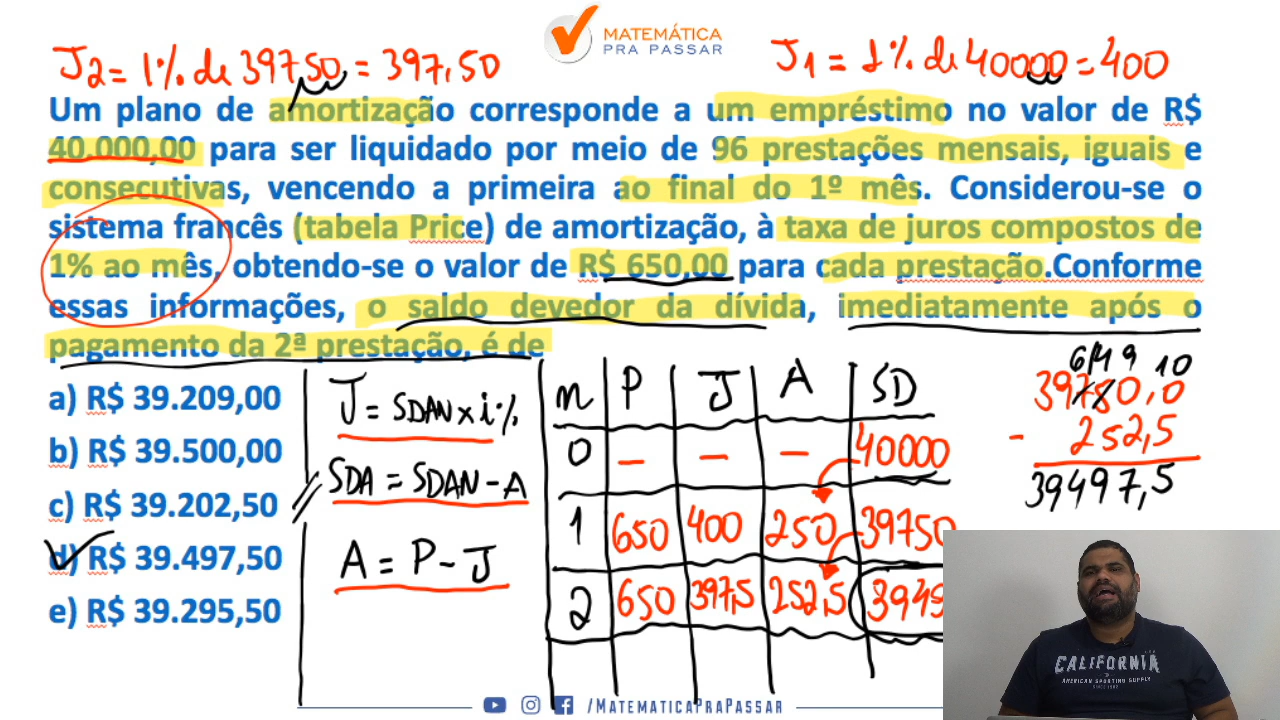 MATEMÁTICA
PRA PASSAR
J2 = 1% de 39750 = 397,50
J1 = 1% de 40000 = 400
Um plano de amortização corresponde a um empréstimo no valor de R$
40.000,00 para ser liquidado por meio de 96 prestações mensais, iguais e
consecutivas, vencendo a primeira ao final do 1º mês. Considerou-se o
sistema francês (tabela Price) de amortização, à taxa de juros compostos de
1% ao mês, obtendo-se o valor de R$ 650,00 para cada prestação.Conforme
essas informações, o saldo devedor da dívida, imediatamente após o
pagamento da 2ª prestação, é de
a) R$ 39.209,00
b) R$ 39.500,00
c) R$ 39.202,50
d) R$ 39.497,50
e) R$ 39.295,50
J = SDAN x i%
SDA = SDAN - A
A = P - J
n P J A SD
0 - - - 40000
1 650 400 250 39750
2 650 397,5 252,5
- 252,5
39497,5
CALIFORNIA
AMERICAN SPORTING SUPPLY
/MatematicaPraPassar